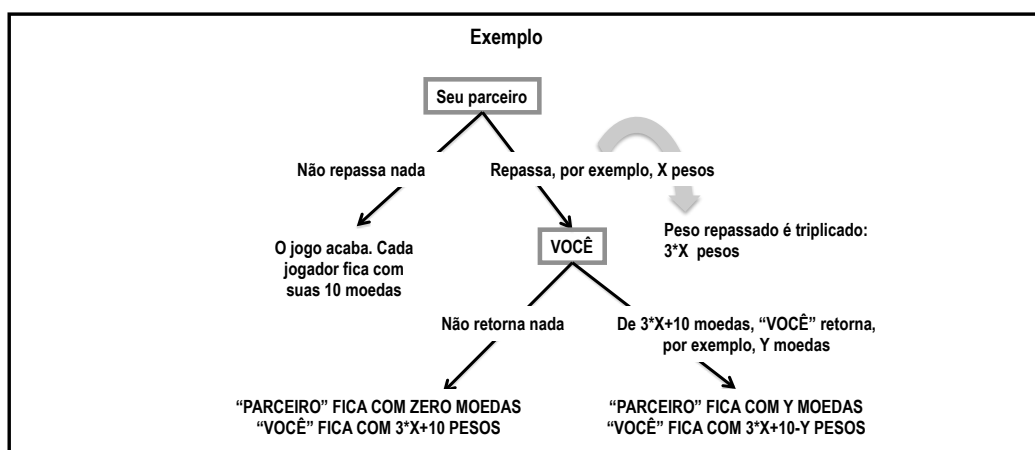 Exemplo
Seu parceiro
Não repassa nada
Repassa, por exemplo, X pesos
O jogo acaba. Cada
jogador fica com
suas 10 moedas
VOCÊ
Peso repassado é triplicado:
3*X pesos
Não retorna nada
De 3*X+10 moedas, “VOCÊ” retorna,
por exemplo, Y moedas
“PARCEIRO” FICA COM ZERO MOEDAS
“VOCÊ” FICA COM 3*X+10 PESOS
“PARCEIRO” FICA COM Y MOEDAS
“VOCÊ” FICA COM 3*X+10-Y PESOS